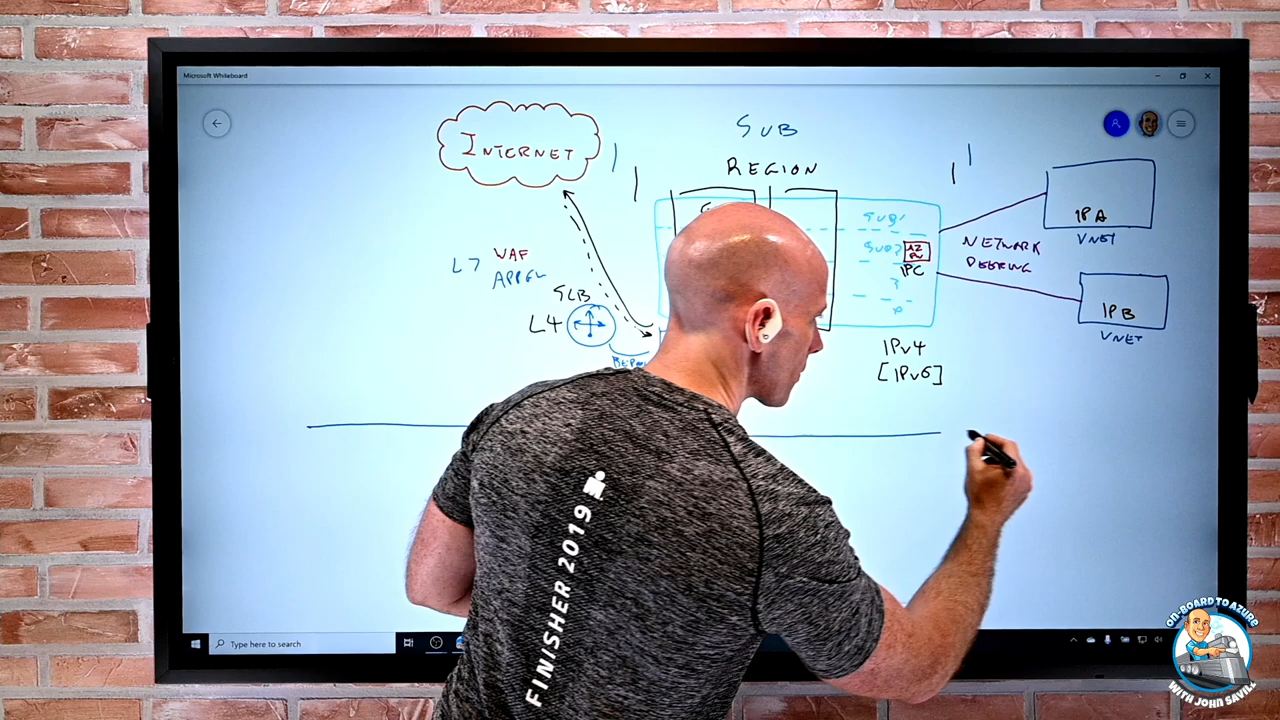 Microsoft Whiteboard
SUB
INTERNET
REGION
SUB1
IPA
VNET
SUB2
AZ
FW
IPC
NETWORK
PEERING
L7
WAF
APPGW
3
SLB
L4
IPB
VNET
IPv4
[IPv6]
FINISHER 2019
Type here to search
ON-BOARD TO AZURE
WITH JOHN SAVILL